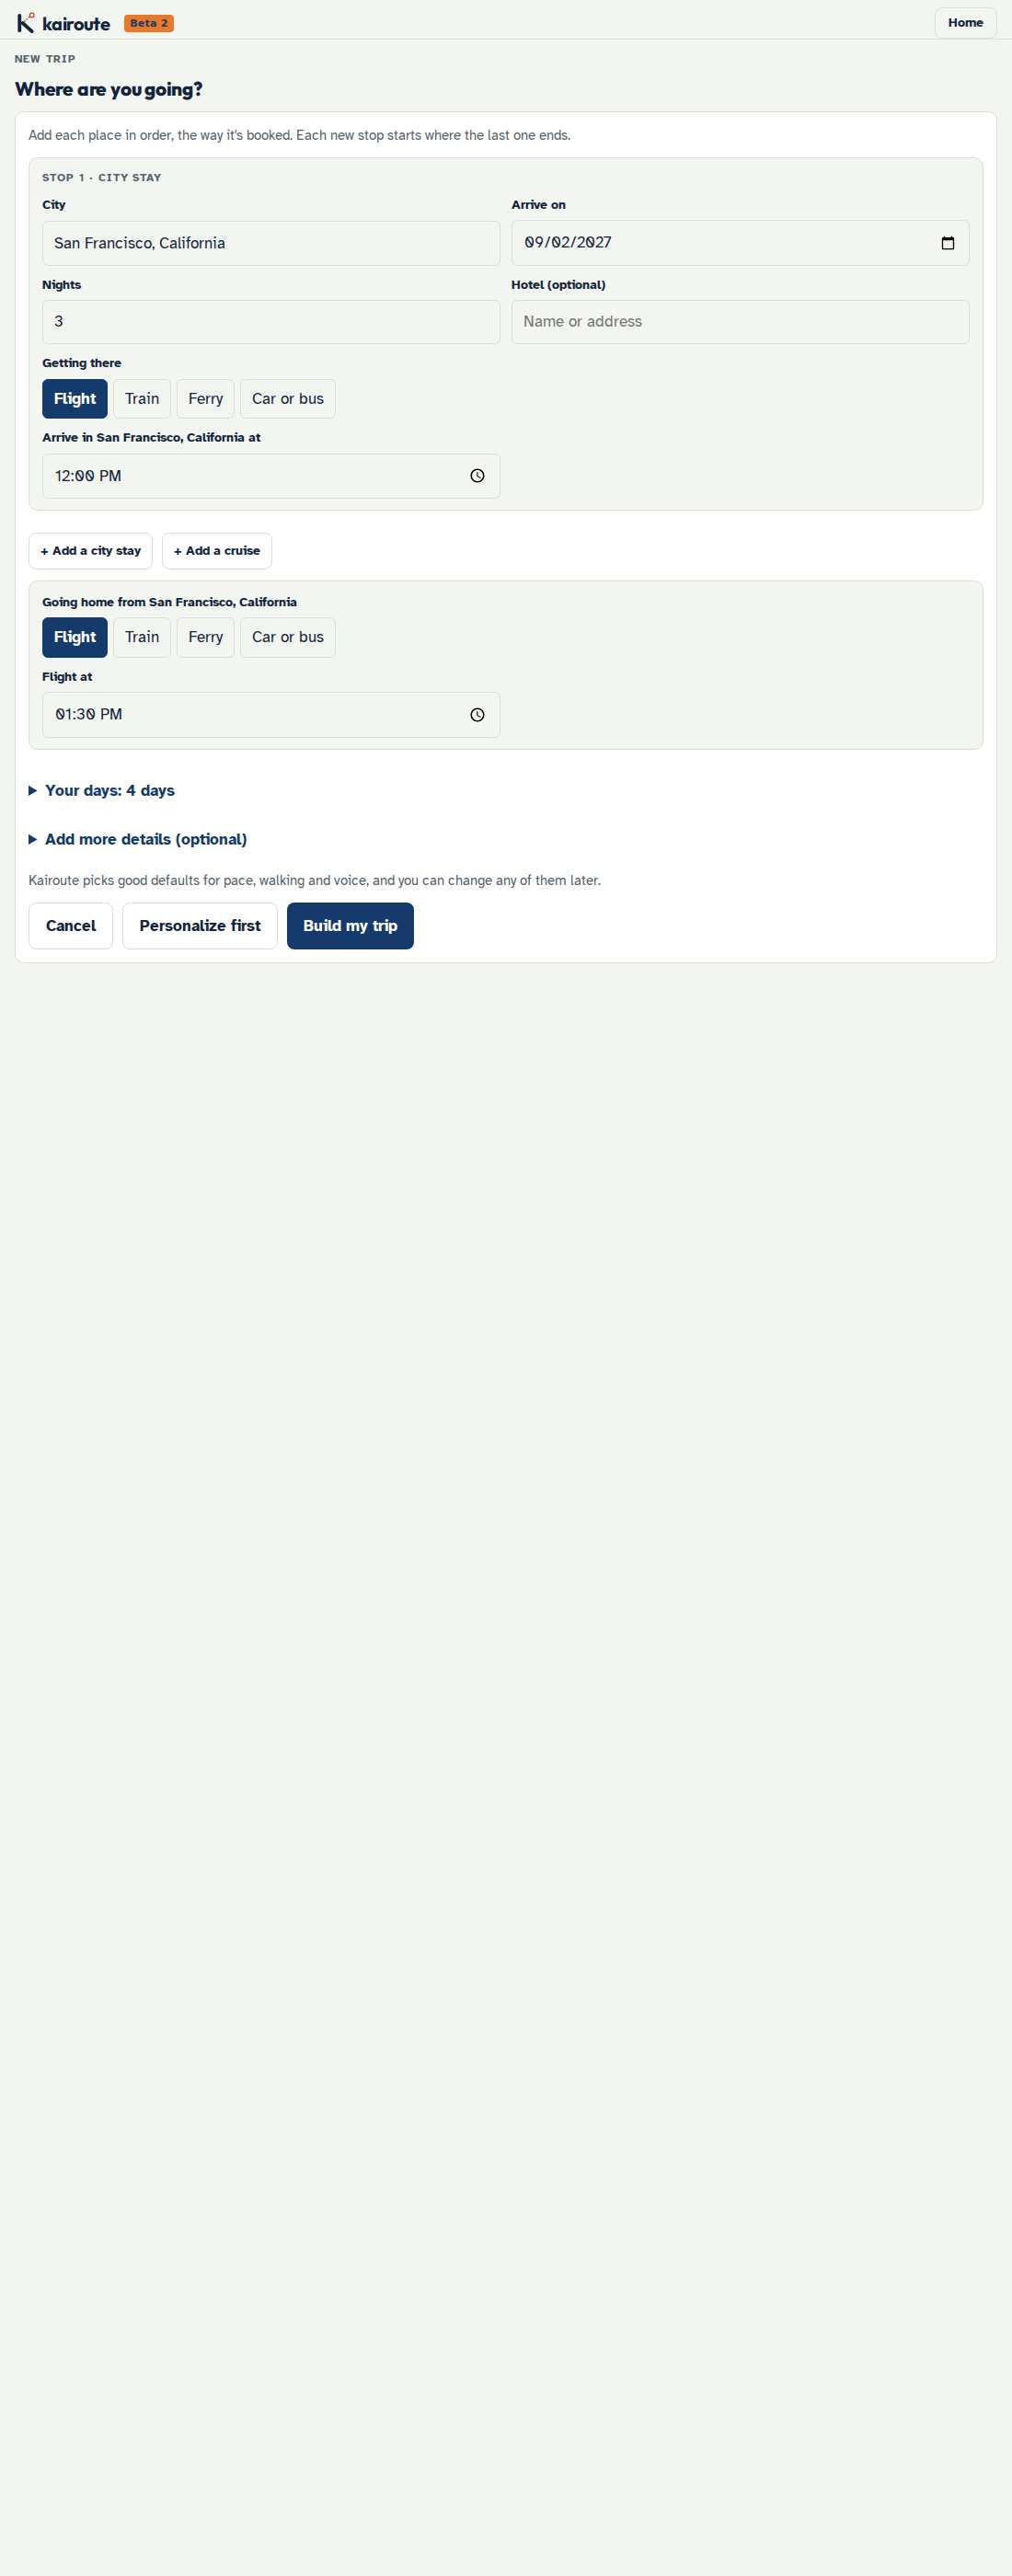 kairoute Beta 2 Home
NEW TRIP
Where are you going?
Add each place in order, the way it's booked. Each new stop starts where the last one ends.
STOP 1 · CITY STAY
City Arrive on
San Francisco, California 09/02/2027
Nights Hotel (optional)
3 Name or address
Getting there
Flight Train Ferry Car or bus
Arrive in San Francisco, California at
12:00 PM
+ Add a city stay + Add a cruise
Going home from San Francisco, California
Flight Train Ferry Car or bus
Flight at
01:30 PM
Your days: 4 days
Add more details (optional)
Kairoute picks good defaults for pace, walking and voice, and you can change any of them later.
Cancel Personalize first Build my trip